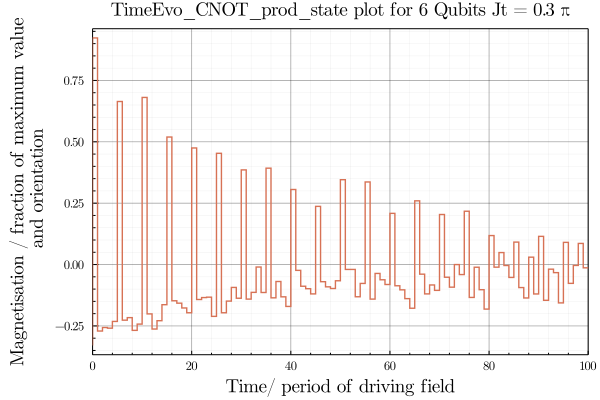 TimeEvo_CNOT_prod_state plot for 6 Qubits Jt = 0.3 π
Magnetisation / fraction of maximum value
and orientation
0.75
0.50
0.25
0.00
−0.25
0 20 40 60 80 100
Time/ period of driving field